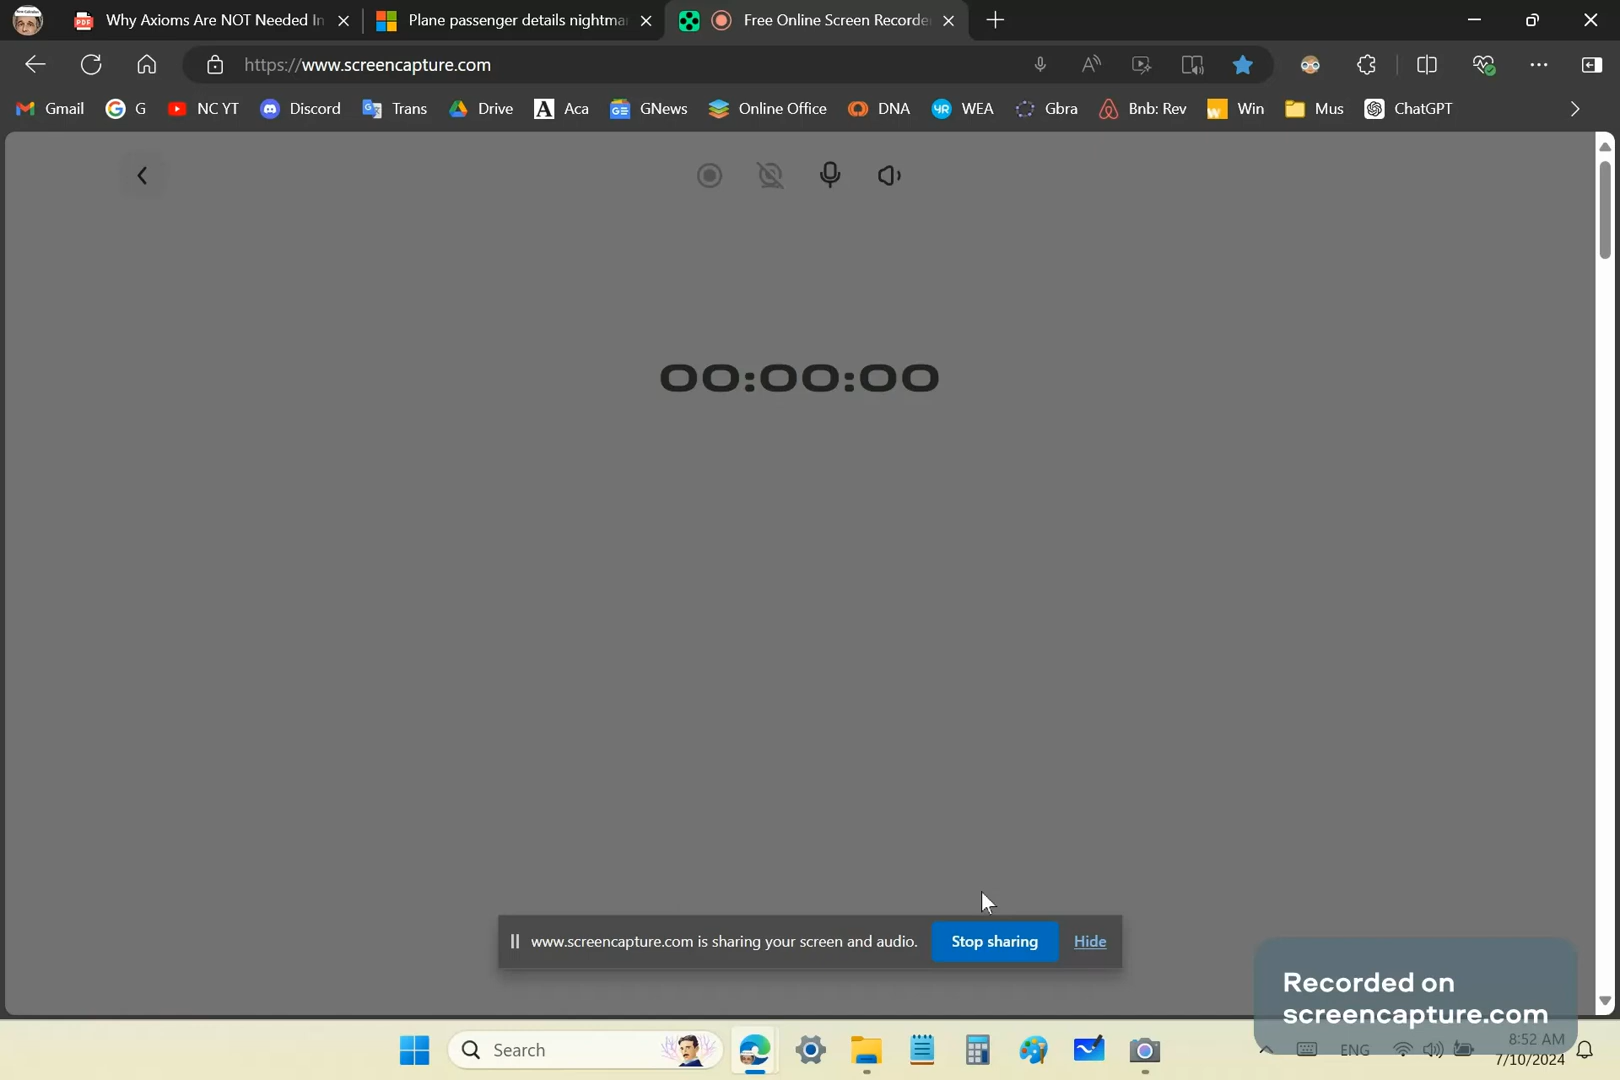 Why Axioms Are NOT Needed In
Plane passenger details nightma
Free Online Screen Recorde
https://www.screencapture.com
Gmail
G
NC YT
Discord
Trans
Drive
Aca
GNews
Online Office
DNA
WEA
Gbra
Bnb: Rev
Win
Mus
ChatGPT
00:00:00
www.screencapture.com is sharing your screen and audio.
Stop sharing
Hide
Recorded on
screencapture.com
Search
ENG
8:52 AM
7/10/2024